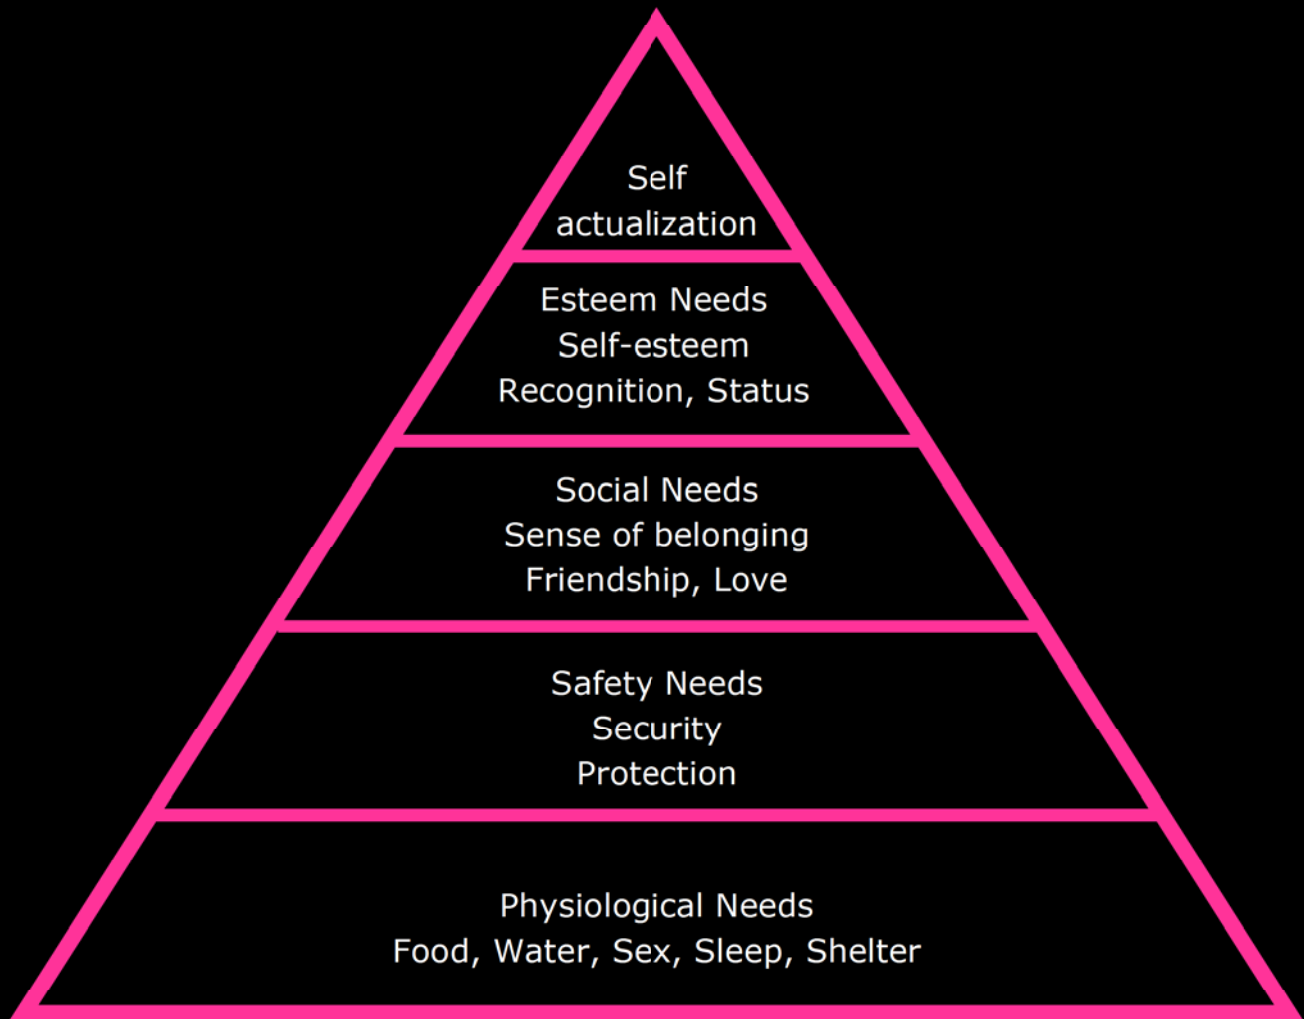 Self
actualization
Esteem Needs
Self-esteem
Recognition, Status
Social Needs
Sense of belonging
Friendship, Love
Safety Needs
Security
Protection
Physiological Needs
Food, Water, Sex, Sleep, Shelter